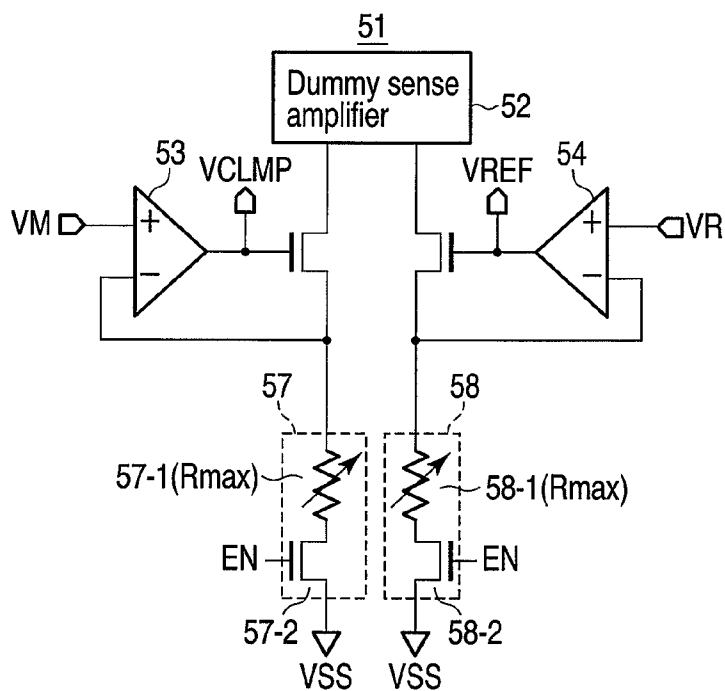 51
Dummy sense
amplifier
52
53
VCLMP
VREF
54
VM
+
−
+
−
VR
57
58
57-1(Rmax)
58-1(Rmax)
EN
EN
57-2
58-2
VSS
VSS